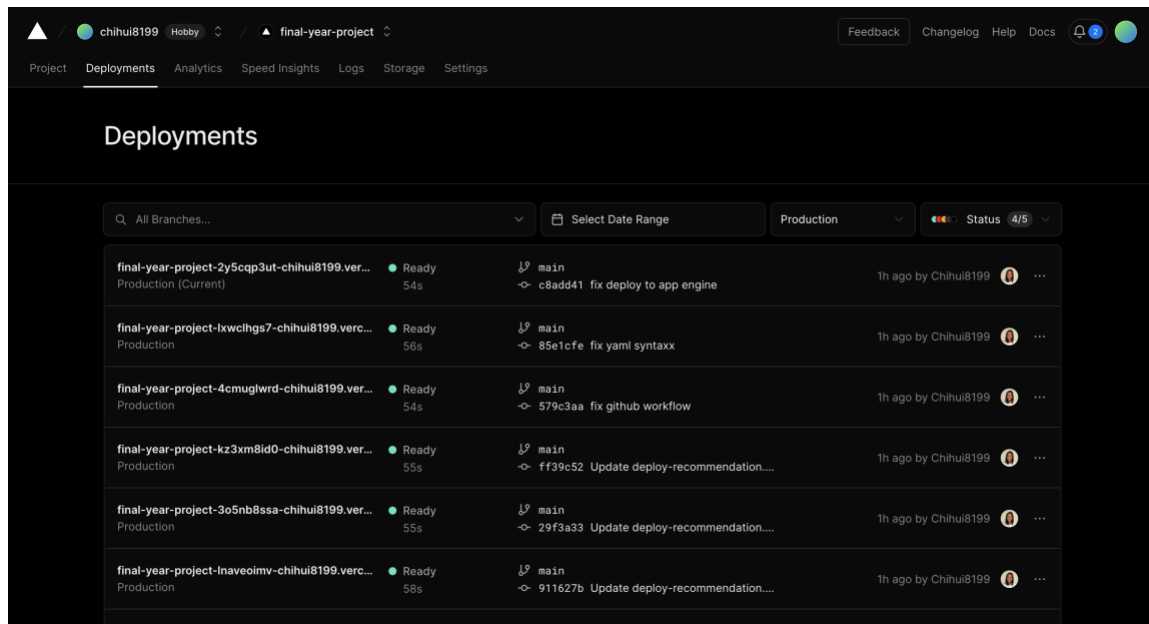 chihui8199 Hobby final-year-project Feedback Changelog Help Docs 2
Project Deployments Analytics Speed Insights Logs Storage Settings
Deployments
All Branches... Select Date Range Production Status 4/5
final-year-project-2y5cqp3ut-chihui8199.ver... Ready main
Production (Current) 54s c8add41 fix deploy to app engine 1h ago by Chihui8199
final-year-project-lxwclhgs7-chihui8199.verc... Ready main
Production 56s 85e1cfe fix yaml syntaxx 1h ago by Chihui8199
final-year-project-4cmuglwrd-chihui8199.ver... Ready main
Production 54s 579c3aa fix github workflow 1h ago by Chihui8199
final-year-project-kz3xm8id0-chihui8199.ver... Ready main
Production 55s ff39c52 Update deploy-recommendation.... 1h ago by Chihui8199
final-year-project-3o5nb8ssa-chihui8199.ver... Ready main
Production 55s 29f3a33 Update deploy-recommendation.... 1h ago by Chihui8199
final-year-project-lnaveoimv-chihui8199.verc... Ready main
Production 58s 911627b Update deploy-recommendation.... 1h ago by Chihui8199